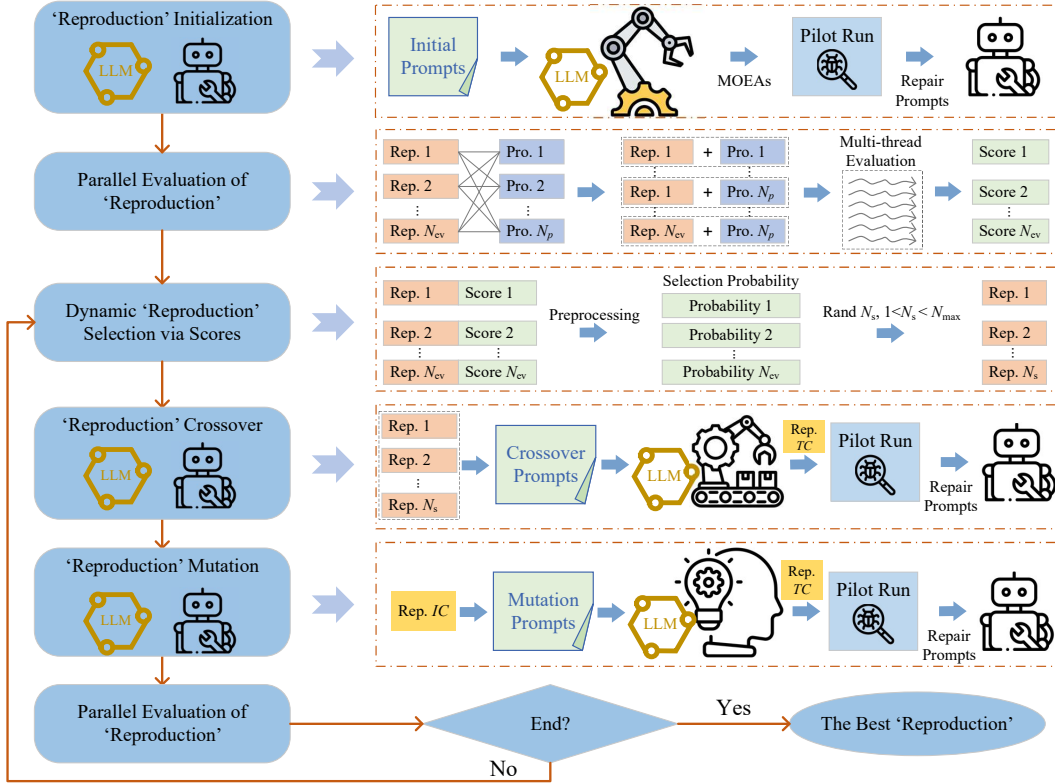 ‘Reproduction’ Initialization
LLM
Initial
Prompts
LLM
MOEAs
Pilot Run
Repair
Prompts
Parallel Evaluation of
‘Reproduction’
Rep. 1
Pro. 1
Rep. 2
Pro. 2
Rep. Nev
Pro. Np
Rep. 1 + Pro. 1
Rep. 1 + Pro. Np
Rep. Nev + Pro. Np
Multi-thread
Evaluation
Score 1
Score 2
Score Nev
Dynamic ‘Reproduction’
Selection via Scores
Rep. 1 Score 1
Rep. 2 Score 2
Rep. Nev Score Nev
Preprocessing
Selection Probability
Probability 1
Probability 2
Probability Nev
Rand Ns, 1<Ns< Nmax
Rep. 1
Rep. 2
Rep. Ns
‘Reproduction’ Crossover
LLM
Rep. 1
Rep. 2
Rep. Ns
Crossover
Prompts
LLM
Rep.
TC
Pilot Run
Repair
Prompts
‘Reproduction’ Mutation
LLM
Rep. IC
Mutation
Prompts
LLM
Rep.
TC
Pilot Run
Repair
Prompts
Parallel Evaluation of
‘Reproduction’
End?
Yes
The Best ‘Reproduction’
No